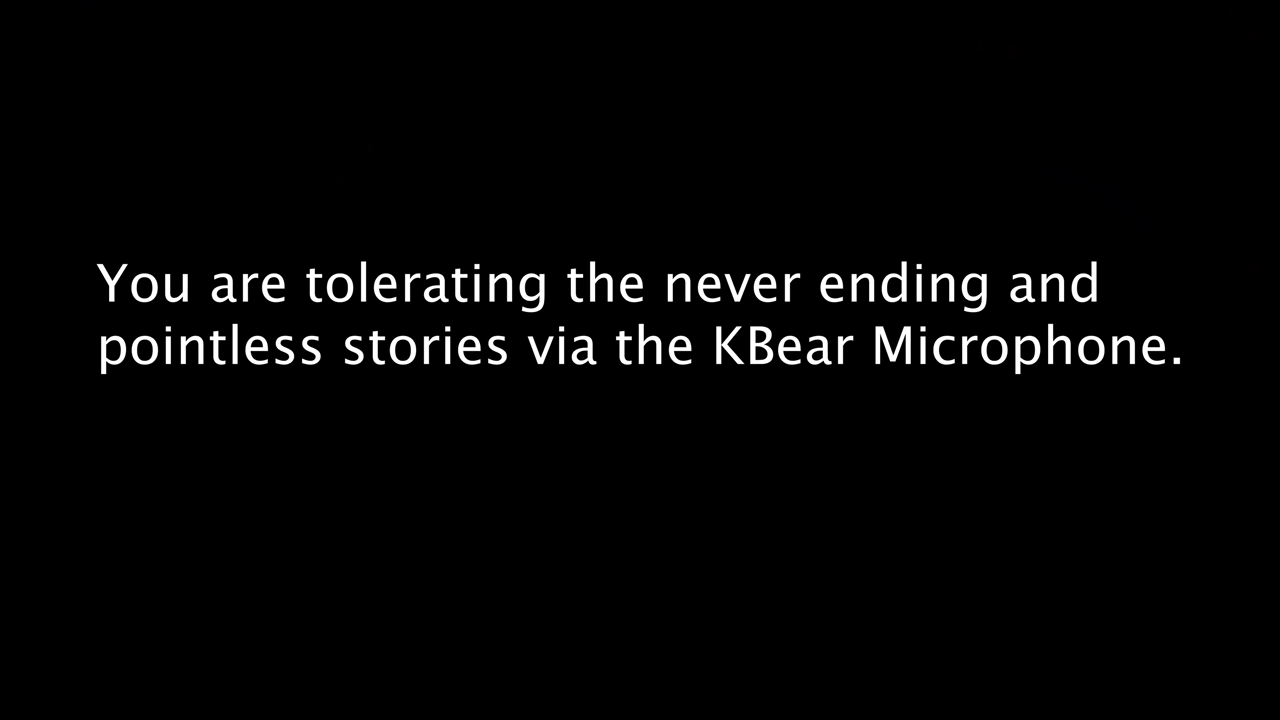 You are tolerating the never ending and
pointless stories via the KBear Microphone.